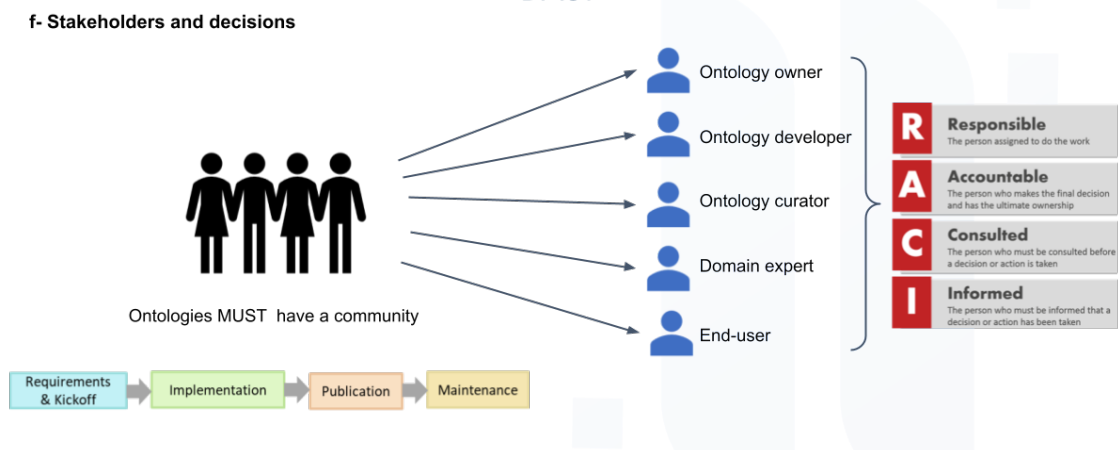 f- Stakeholders and decisions
Ontology owner
Ontology developer
Ontology curator
Domain expert
End-user
Ontologies MUST have a community
R
Responsible
The person assigned to do the work
A
Accountable
The person who makes the final decision
and has the ultimate ownership
C
Consulted
The person who must be consulted before
a decision or action is taken
I
Informed
The person who must be informed that a
decision or action has been taken
Requirements
& Kickoff
Implementation
Publication
Maintenance